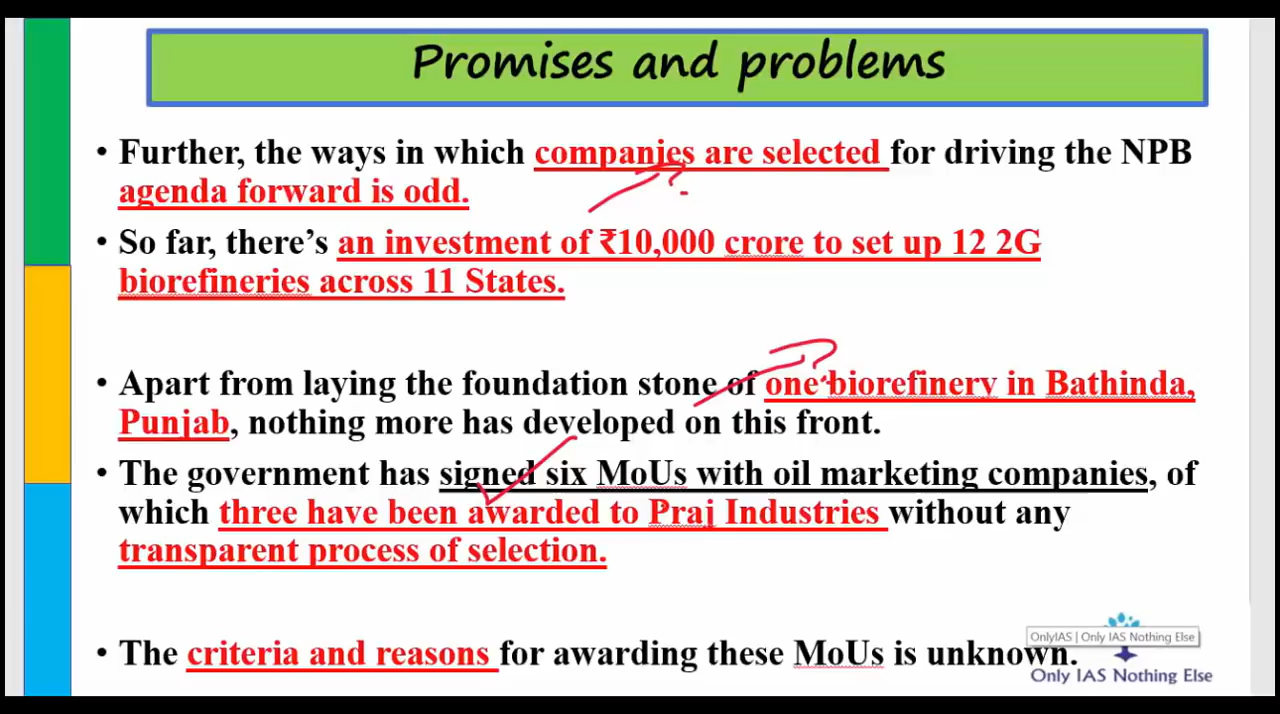 Promises and problems
• Further, the ways in which companies are selected for driving the NPB
agenda forward is odd.
• So far, there’s an investment of ₹10,000 crore to set up 12 2G
biorefineries across 11 States.
• Apart from laying the foundation stone of one biorefinery in Bathinda,
Punjab, nothing more has developed on this front.
• The government has signed six MoUs with oil marketing companies, of
which three have been awarded to Praj Industries without any
transparent process of selection.
OnlyIAS | Only IAS Nothing Else
• The criteria and reasons for awarding these MoUs is unknown.
Only IAS Nothing Else